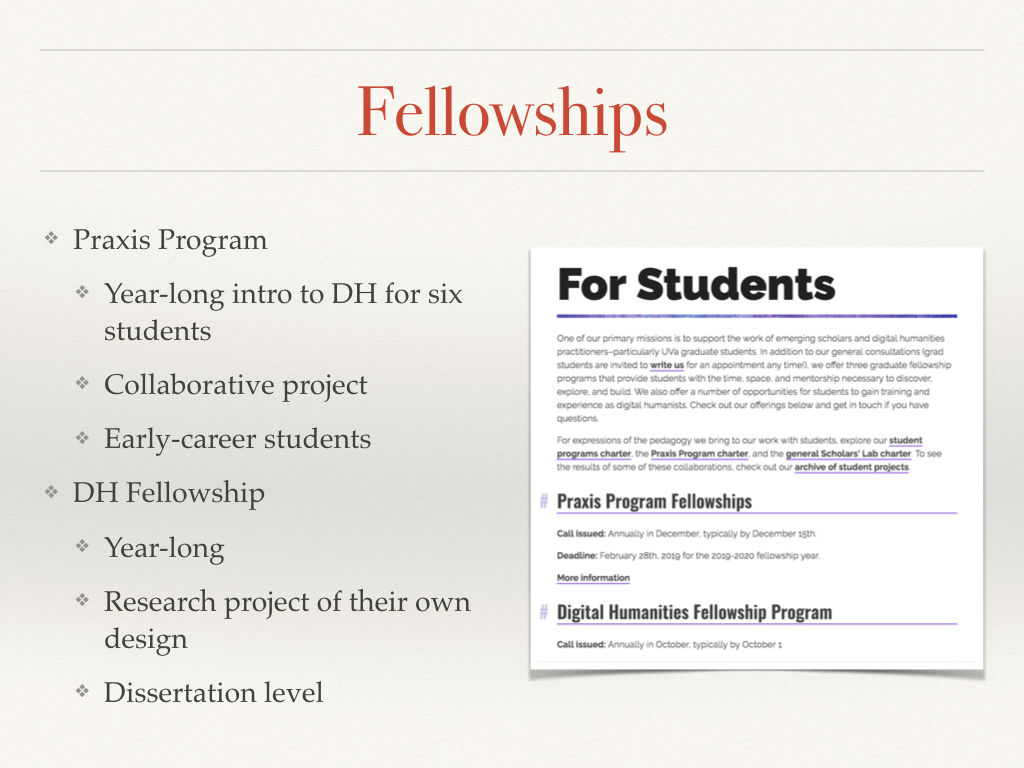 Fellowships
Praxis Program
Year-long intro to DH for six
students
Collaborative project
Early-career students
DH Fellowship
Year-long
Research project of their own
design
Dissertation level
For Students
One of our primary missions is to support the work of emerging scholars and digital humanities
practitioners–particularly UVa graduate students. In addition to our general consultations (grad
students are invited to write us for an appointment any time!), we offer three graduate fellowship
programs that provide students with the time, space, and mentorship necessary to discover,
explore, and build. We also offer a number of opportunities for students to gain training and
experience as digital humanists. Check out our offerings below and get in touch if you have
questions.
For expressions of the pedagogy we bring to our work with students, explore our student
programs charter, the Praxis Program charter, and the general Scholars' Lab charter. To see
the results of some of these collaborations, check out our archive of student projects.
# Praxis Program Fellowships
Call issued: Annually in December, typically by December 15th.
Deadline: February 28th, 2019 for the 2019-2020 fellowship year.
More information
# Digital Humanities Fellowship Program
Call issued: Annually in October, typically by October 1